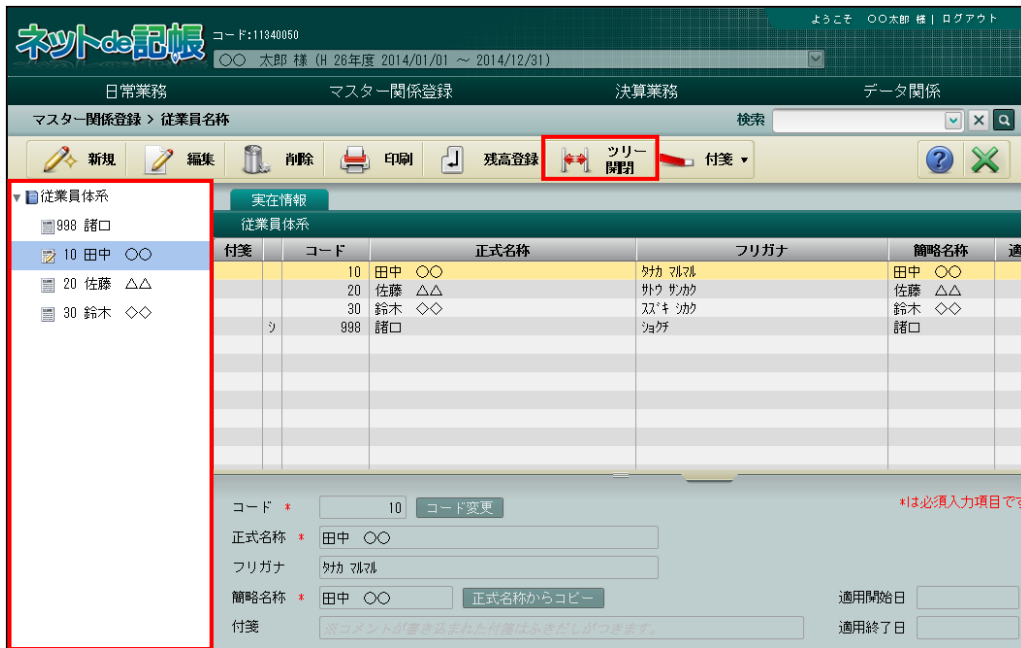 ようこそ 〇〇太郎 様 | ログアウト
ネットde記帳
コード:11340050
〇〇 太郎 様 (H 26年度 2014/01/01 ～ 2014/12/31)
日常業務 マスター関係登録 決算業務 データ関係
マスター関係登録 > 従業員名称 検索
新規 編集 削除 印刷 残高登録 ツリー開閉 付箋 ▼
従業員体系
998 諸口
10 田中 〇〇
20 佐藤 △△
30 鈴木 ◇◇
実在情報
従業員体系
付箋 コード 正式名称 フリガナ 簡略名称 適
10 田中 〇〇 ﾀﾅｶ ﾏﾙﾏﾙ 田中 〇〇
20 佐藤 △△ ｻﾄｳ ｻﾝｶｸ 佐藤 △△
30 鈴木 ◇◇ ｽｽﾞｷ ｼｶｸ 鈴木 ◇◇
ｼ 998 諸口 ｼｮｸﾁ 諸口
*は必須入力項目です
コード * 10 コード変更
正式名称 * 田中 〇〇
フリガナ ﾀﾅｶ ﾏﾙﾏﾙ
簡略名称 * 田中 〇〇 正式名称からコピー 適用開始日
付箋 ※コメントが書き込まれた付箋はふきだしがつきます。 適用終了日